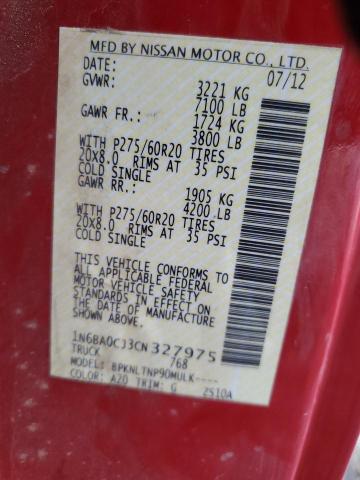 MFD BY NISSAN MOTOR CO., LTD.
DATE: 07/12
GVWR: 3221 KG
7100 LB
GAWR FR.: 1724 KG
3800 LB
WITH P275/60R20 TIRES
20X8.0 RIMS AT 35 PSI
COLD SINGLE
GAWR RR.: 1905 KG
4200 LB
WITH P275/60R20 TIRES
20X8.0 RIMS AT 35 PSI
COLD SINGLE
THIS VEHICLE CONFORMS TO
ALL APPLICABLE FEDERAL
MOTOR VEHICLE SAFETY
STANDARDS IN EFFECT ON
THE DATE OF MANUFACTURE
SHOWN ABOVE.
1N6BA0CJ3CN327975
TRUCK 768
MODEL: BPKNLTNP90MULK----
COLOR: A20 TRIM: G 2S10A